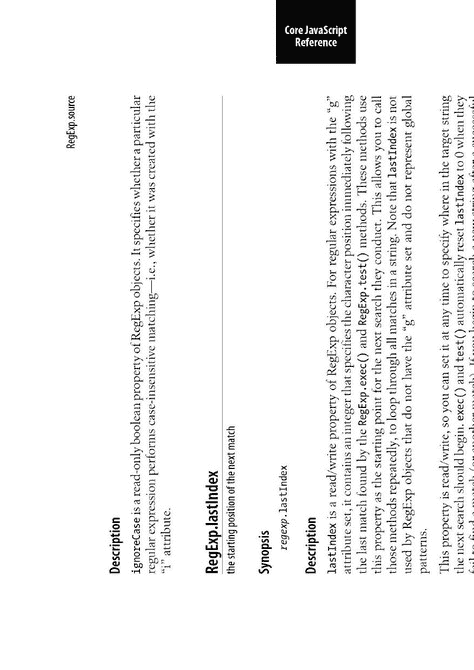 Core JavaScript
Reference
RegExp.source
Description
ignoreCase is a read-only boolean property of RegExp objects. It specifies whether a particular
regular expression performs case-insensitive matching—i.e., whether it was created with the
“i” attribute.
RegExp.lastIndex
the starting position of the next match
Synopsis
regexp.lastIndex
Description
lastIndex is a read/write property of RegExp objects. For regular expressions with the “g”
attribute set, it contains an integer that specifies the character position immediately following
the last match found by the RegExp.exec() and RegExp.test() methods. These methods use
this property as the starting point for the next search they conduct. This allows you to call
those methods repeatedly, to loop through all matches in a string. Note that lastIndex is not
used by RegExp objects that do not have the “g” attribute set and do not represent global
patterns.
This property is read/write, so you can set it at any time to specify where in the target string
the next search should begin. exec() and test() automatically reset lastIndex to 0 when they